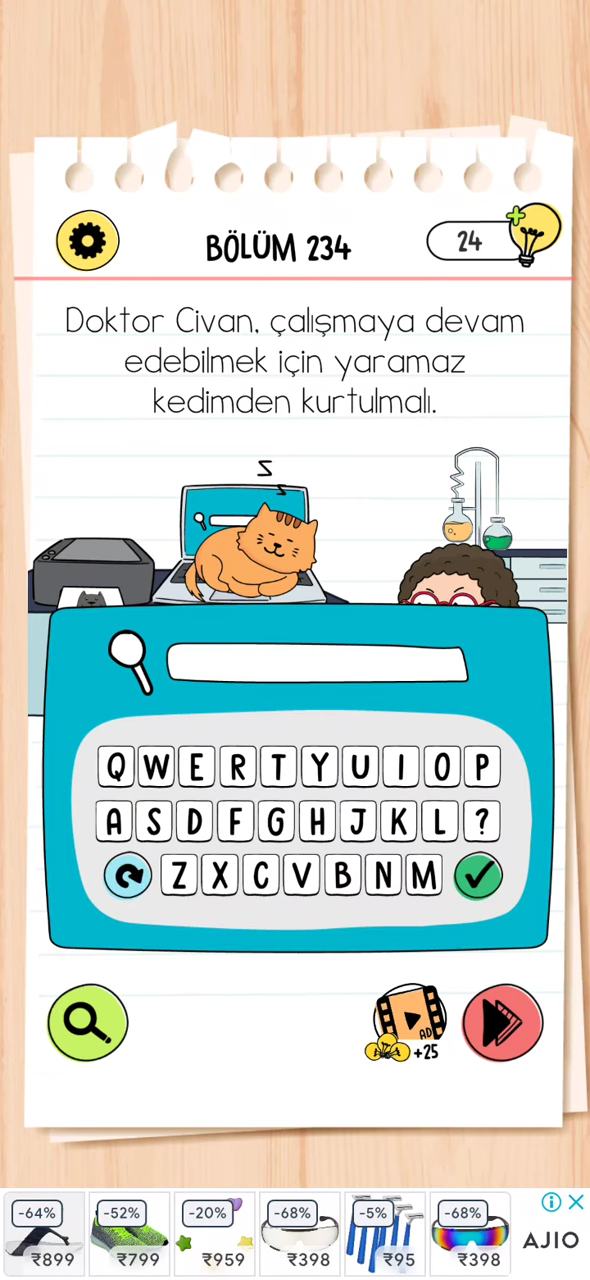 BÖLÜM 234
24
Doktor Civan, çalışmaya devam
edebilmek için yaramaz
kedimden kurtulmalı.
Z
Z
Q W E R T Y U I O P
A S D F G H J K L ?
Z X C V B N M
AD
+25
-64%
₹899
-52%
₹799
-20%
₹959
-68%
₹398
-5%
₹95
-68%
₹398
AJIO